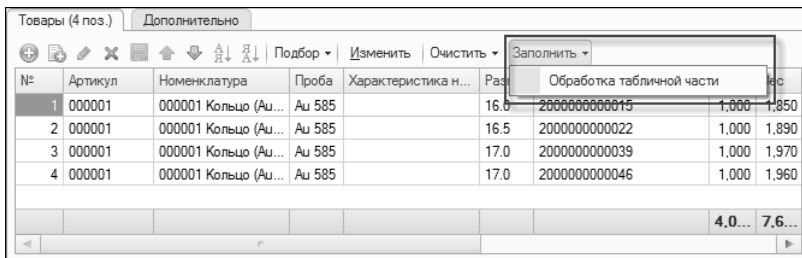 Товары (4 поз.) Дополнительно
Подбор Изменить Очистить Заполнить
Обработка табличной части
№ Артикул Номенклатура Проба Характеристика н...
1 000001 000001 Кольцо (Au... Au 585 16.0 2000000000015 1,000 1,850
2 000001 000001 Кольцо (Au... Au 585 16.5 2000000000022 1,000 1,890
3 000001 000001 Кольцо (Au... Au 585 17.0 2000000000039 1,000 1,970
4 000001 000001 Кольцо (Au... Au 585 17.0 2000000000046 1,000 1,960
4,0... 7,6...